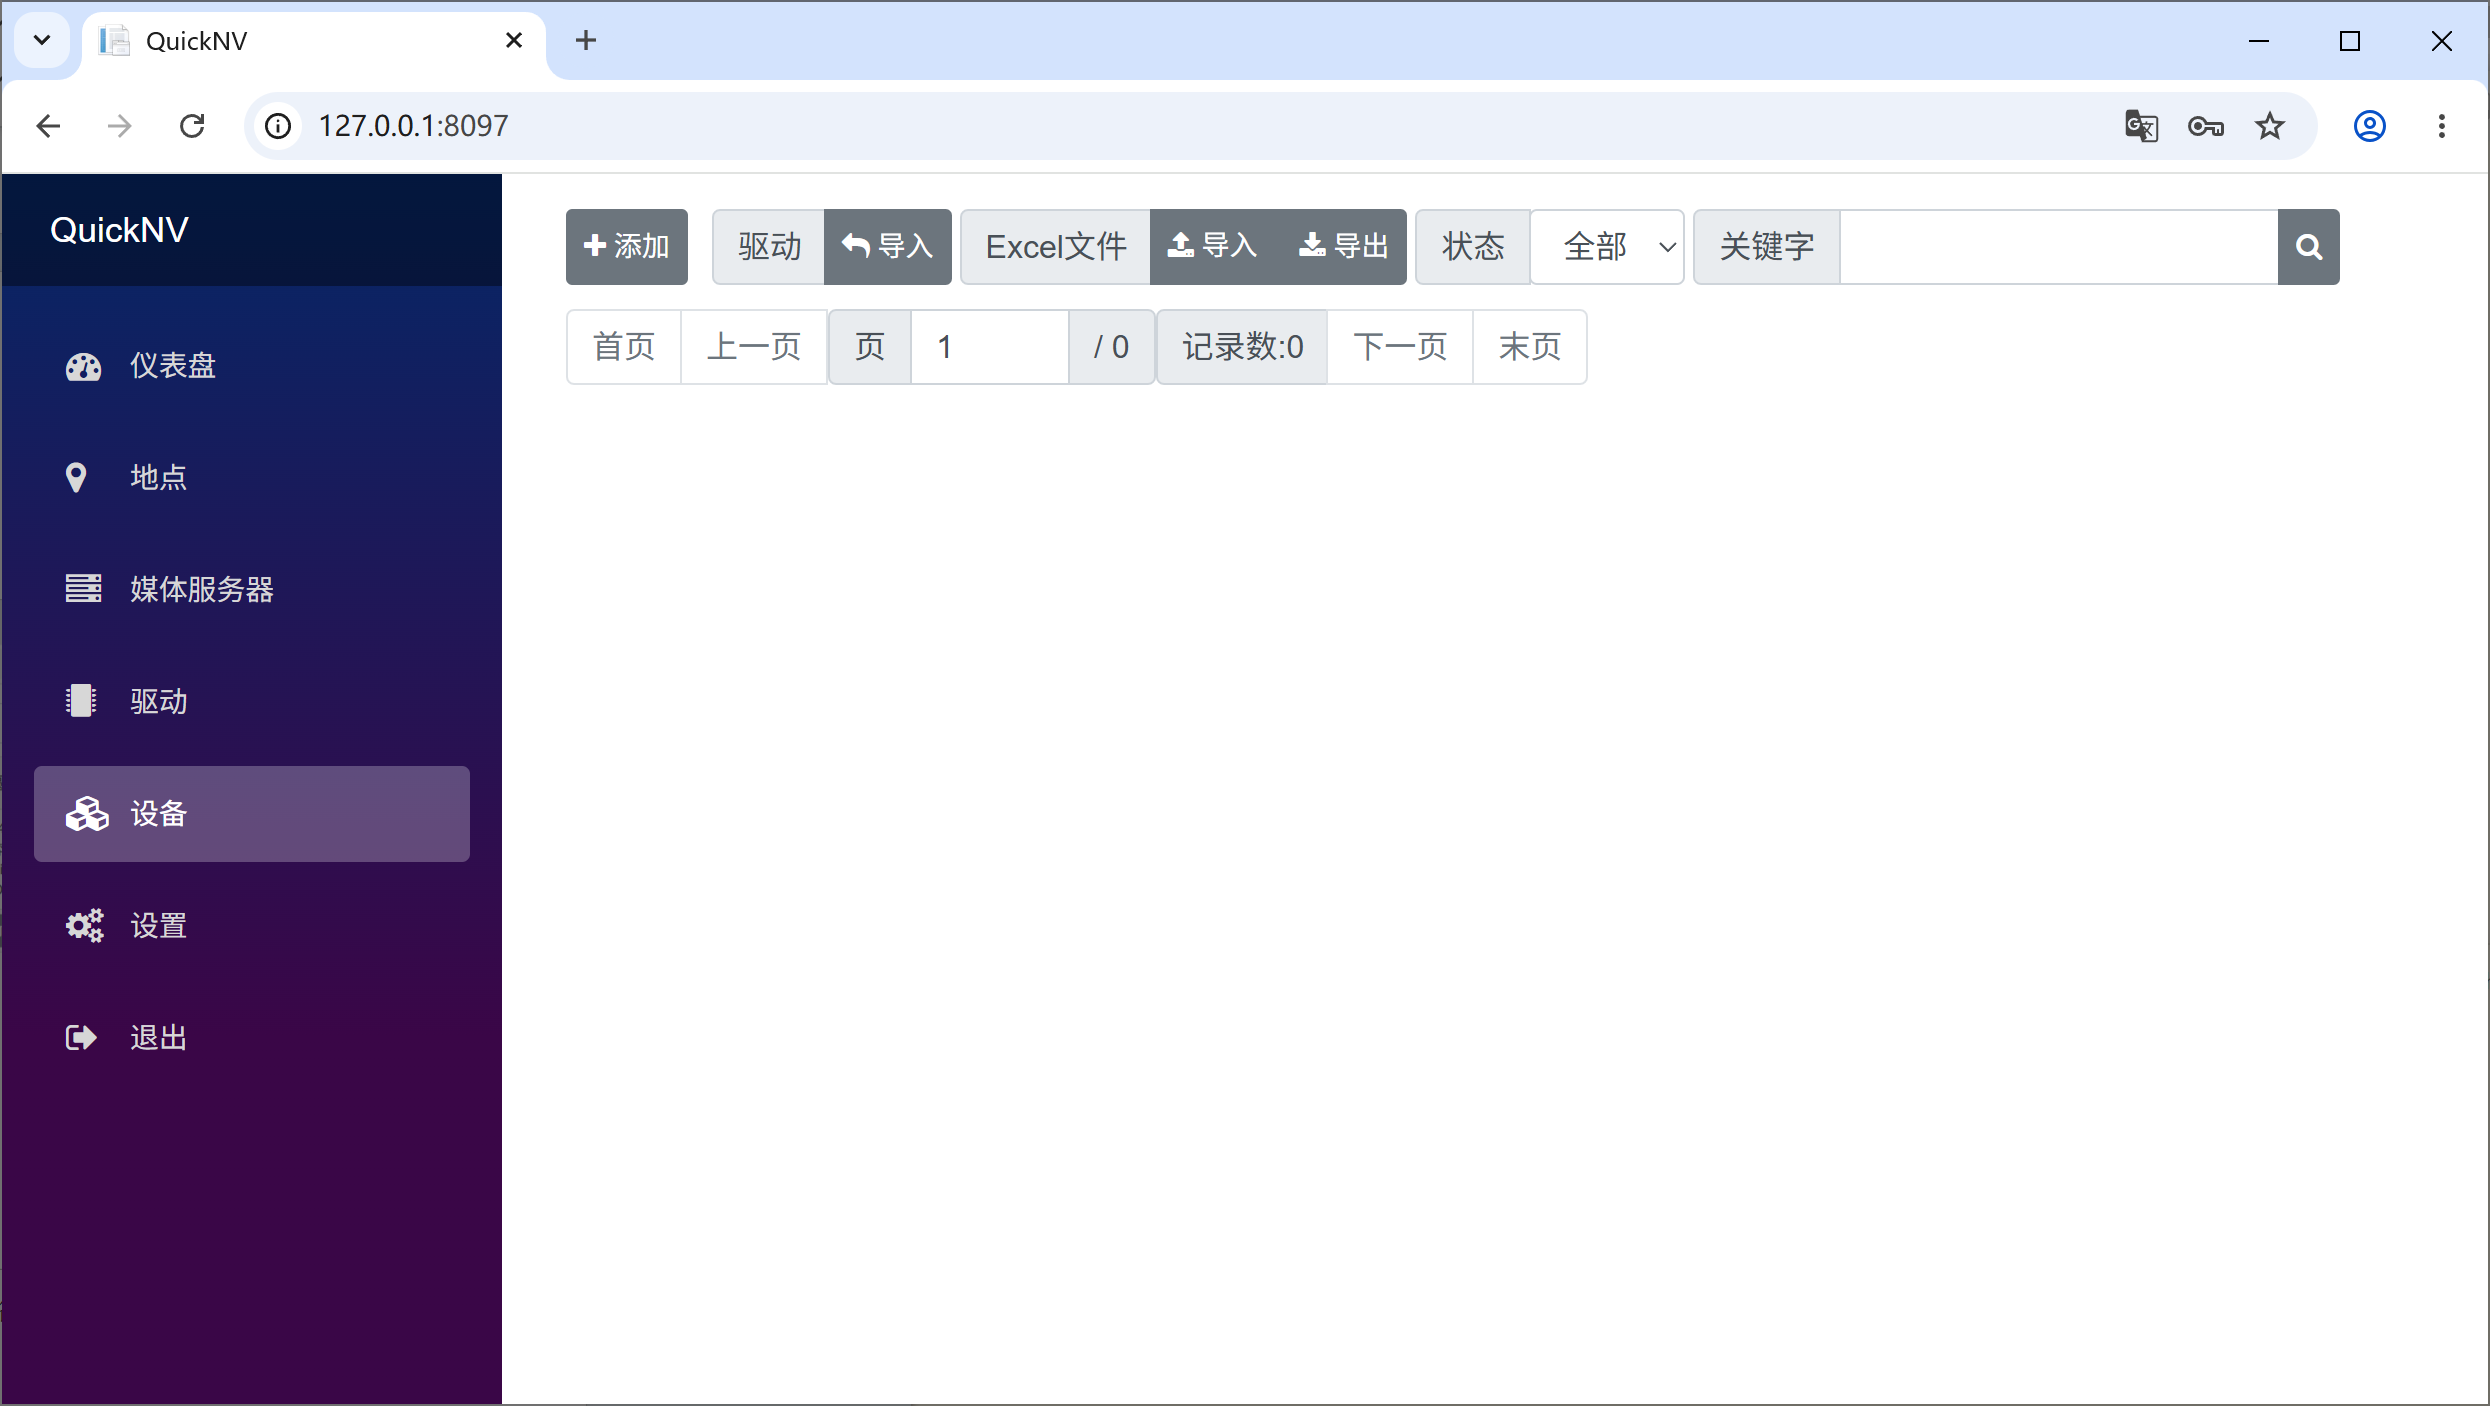 QuickNV
127.0.0.1:8097
QuickNV
添加 驱动 导入 Excel文件 导入 导出 状态 全部 关键字
首页 上一页 页 1 / 0 记录数:0 下一页 末页
仪表盘
地点
媒体服务器
驱动
设备
设置
退出